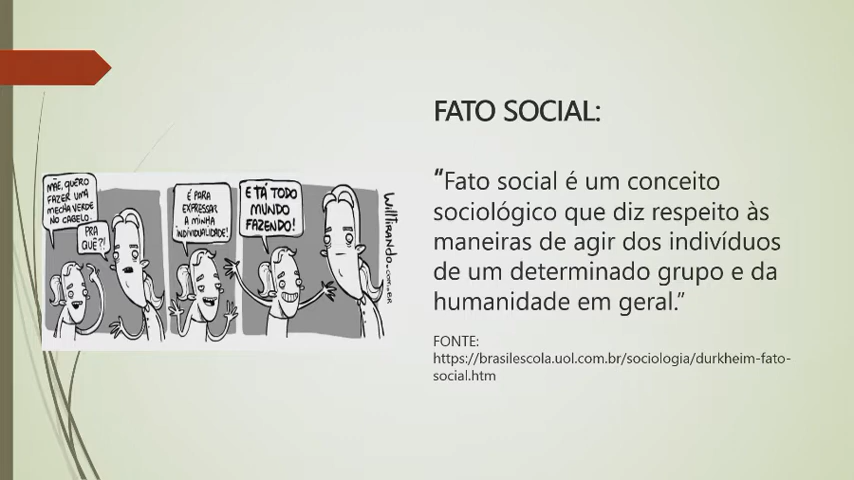 MÃE, QUERO
FAZER UMA
MECHA VERDE
NO CABELO.
PRA
QUÊ?!
É PARA
EXPRESSAR
A MINHA
INDIVIDUALIDADE!
E TÁ TODO
MUNDO
FAZENDO!
WILLTIRANDO.COM.BR
FATO SOCIAL:
“Fato social é um conceito
sociológico que diz respeito às
maneiras de agir dos indivíduos
de um determinado grupo e da
humanidade em geral.”
FONTE:
https://brasilescola.uol.com.br/sociologia/durkheim-fato-
social.htm